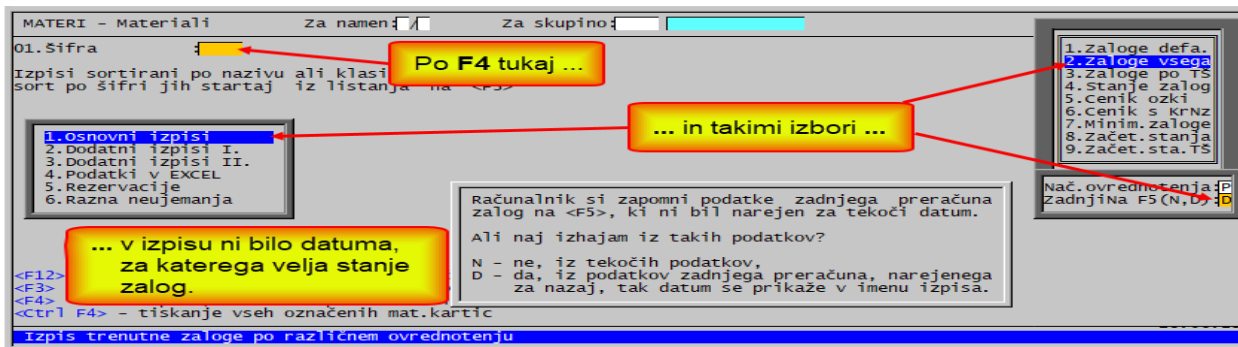 MATERI - Materiali Za namen: / Za skupino:
01.Šifra :
Po F4 tukaj ...
Izpisi sortirani po nazivu ali klasi
sort po šifri jih startaj iz listanja na <F5>
1.Osnovni izpisi
2.Dodatni izpisi I.
3.Dodatni izpisi II.
4.Podatki v EXCEL
5.Rezervacije
6.Razna neujemanja
... in takimi izbori ...
1.Zaloge defa.
2.Zaloge vsega
3.Zaloge po TŠ
4.Stanje zalog
5.Cenik ozki
6.Cenik s KrNz
7.Minim.zaloge
8.Začet.stanja
9.Začet.sta.TŠ
Nač.ovrednotenja:P
ZadnjiNa F5(N,D):D
Računalnik si zapomni podatke zadnjega preračuna
zalog na <F5>, ki ni bil narejen za tekoči datum.
Ali naj izhajam iz takih podatkov?
N - ne, iz tekočih podatkov,
D - da, iz podatkov zadnjega preračuna, narejenega
za nazaj, tak datum se prikaže v imenu izpisa.
... v izpisu ni bilo datuma,
za katerega velja stanje
zalog.
<F12>
<F3>
<F4>
<Ctrl F4> - tiskanje vseh označenih mat.kartic
Izpis trenutne zaloge po različnem ovrednotenju